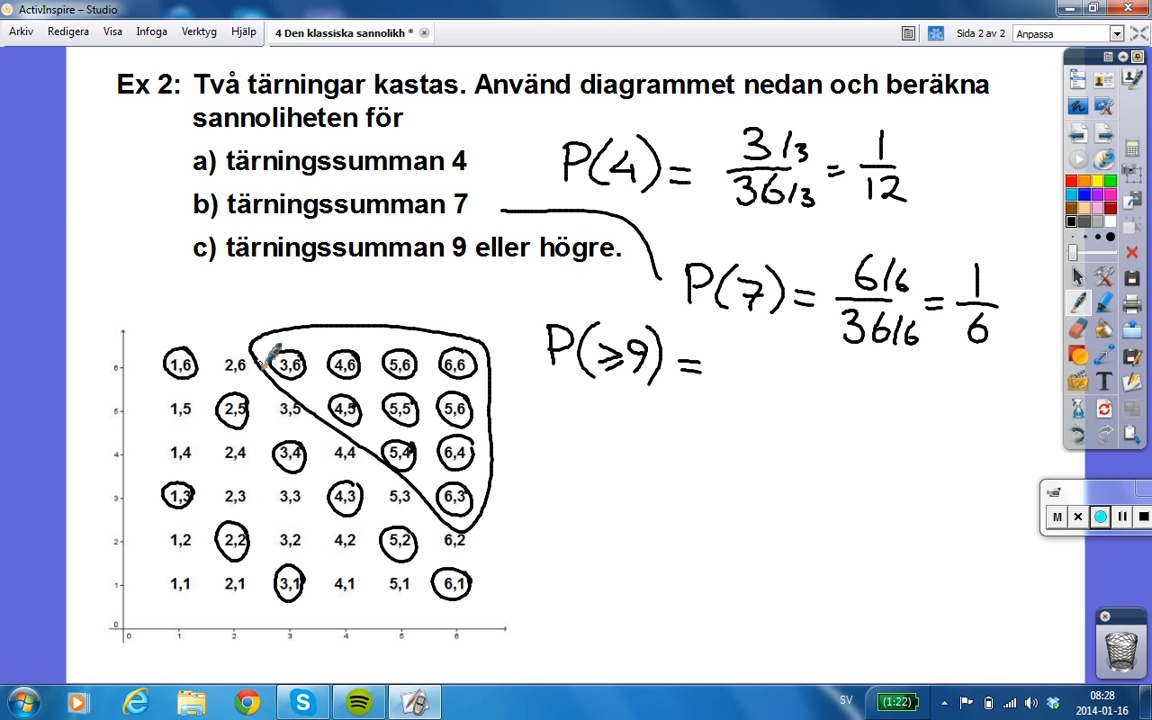 ActivInspire – Studio
Arkiv Redigera Visa Infoga Verktyg Hjälp 4 Den klassiska sannolikh * Sida 2 av 2 Anpassa
Ex 2: Två tärningar kastas. Använd diagrammet nedan och beräkna
sannoliheten för
a) tärningssumman 4
b) tärningssumman 7
c) tärningssumman 9 eller högre.
P(4) = 3/3 / 36/3 = 1/12
P(7) = 6/6 / 36/6 = 1/6
P(≥9) =
6 1,6 2,6 3,6 4,6 5,6 6,6
5 1,5 2,5 3,5 4,5 5,5 5,6
4 1,4 2,4 3,4 4,4 5,4 6,4
3 1,3 2,3 3,3 4,3 5,3 6,3
2 1,2 2,2 3,2 4,2 5,2 6,2
1 1,1 2,1 3,1 4,1 5,1 6,1
0
0 1 2 3 4 5 6
M
SV (1:22) 08:28
2014-01-16